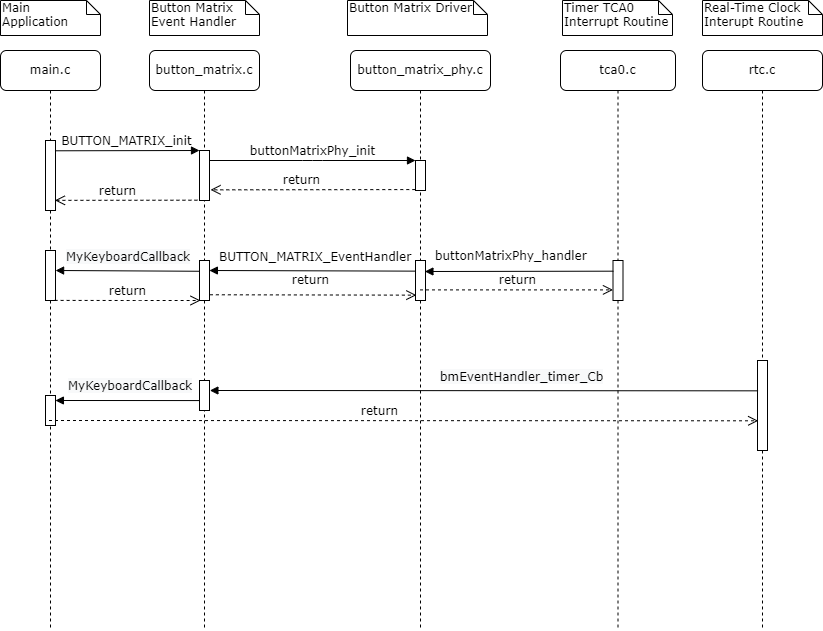 Main
Application
Button Matrix
Event Handler
Button Matrix Driver
Timer TCA0
Interrupt Routine
Real-Time Clock
Interupt Routine
main.c
button_matrix.c
button_matrix_phy.c
tca0.c
rtc.c
BUTTON_MATRIX_init
buttonMatrixPhy_init
return
return
MyKeyboardCallback
BUTTON_MATRIX_EventHandler
buttonMatrixPhy_handler
return
return
return
bmEventHandler_timer_Cb
MyKeyboardCallback
return